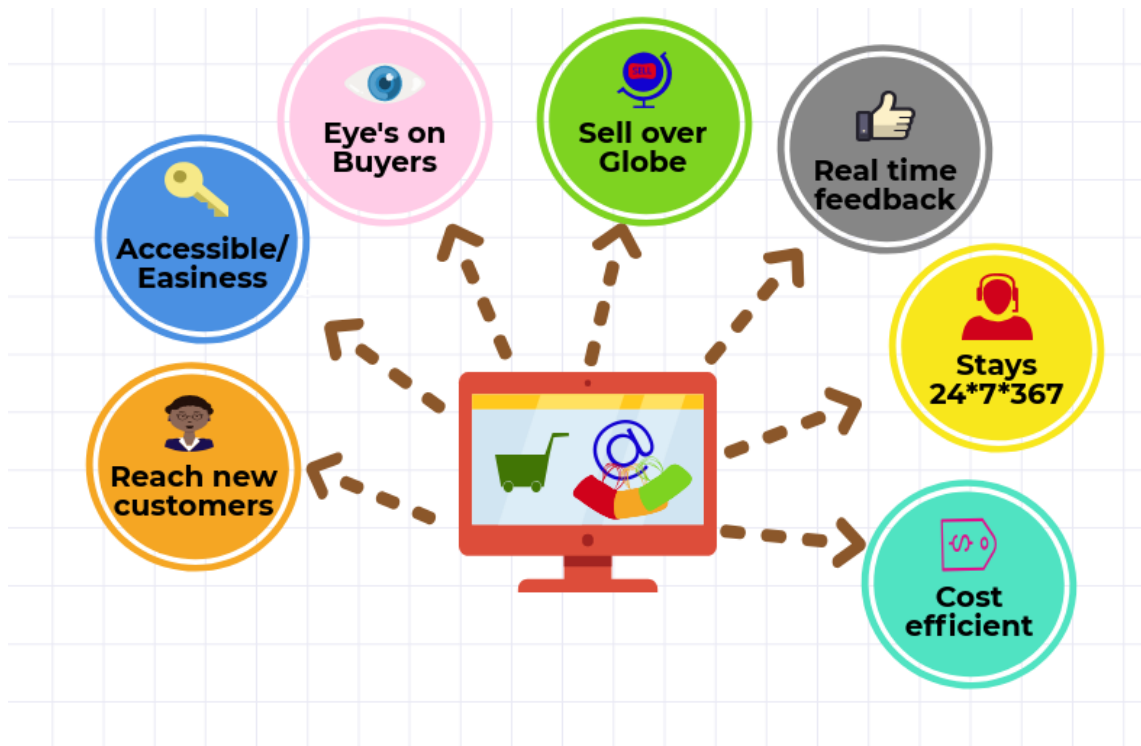 Eye's on
Buyers
SELL
Sell over
Globe
Real time
feedback
Accessible/
Easiness
Stays
24*7*367
Reach new
customers
@
$
Cost
efficient